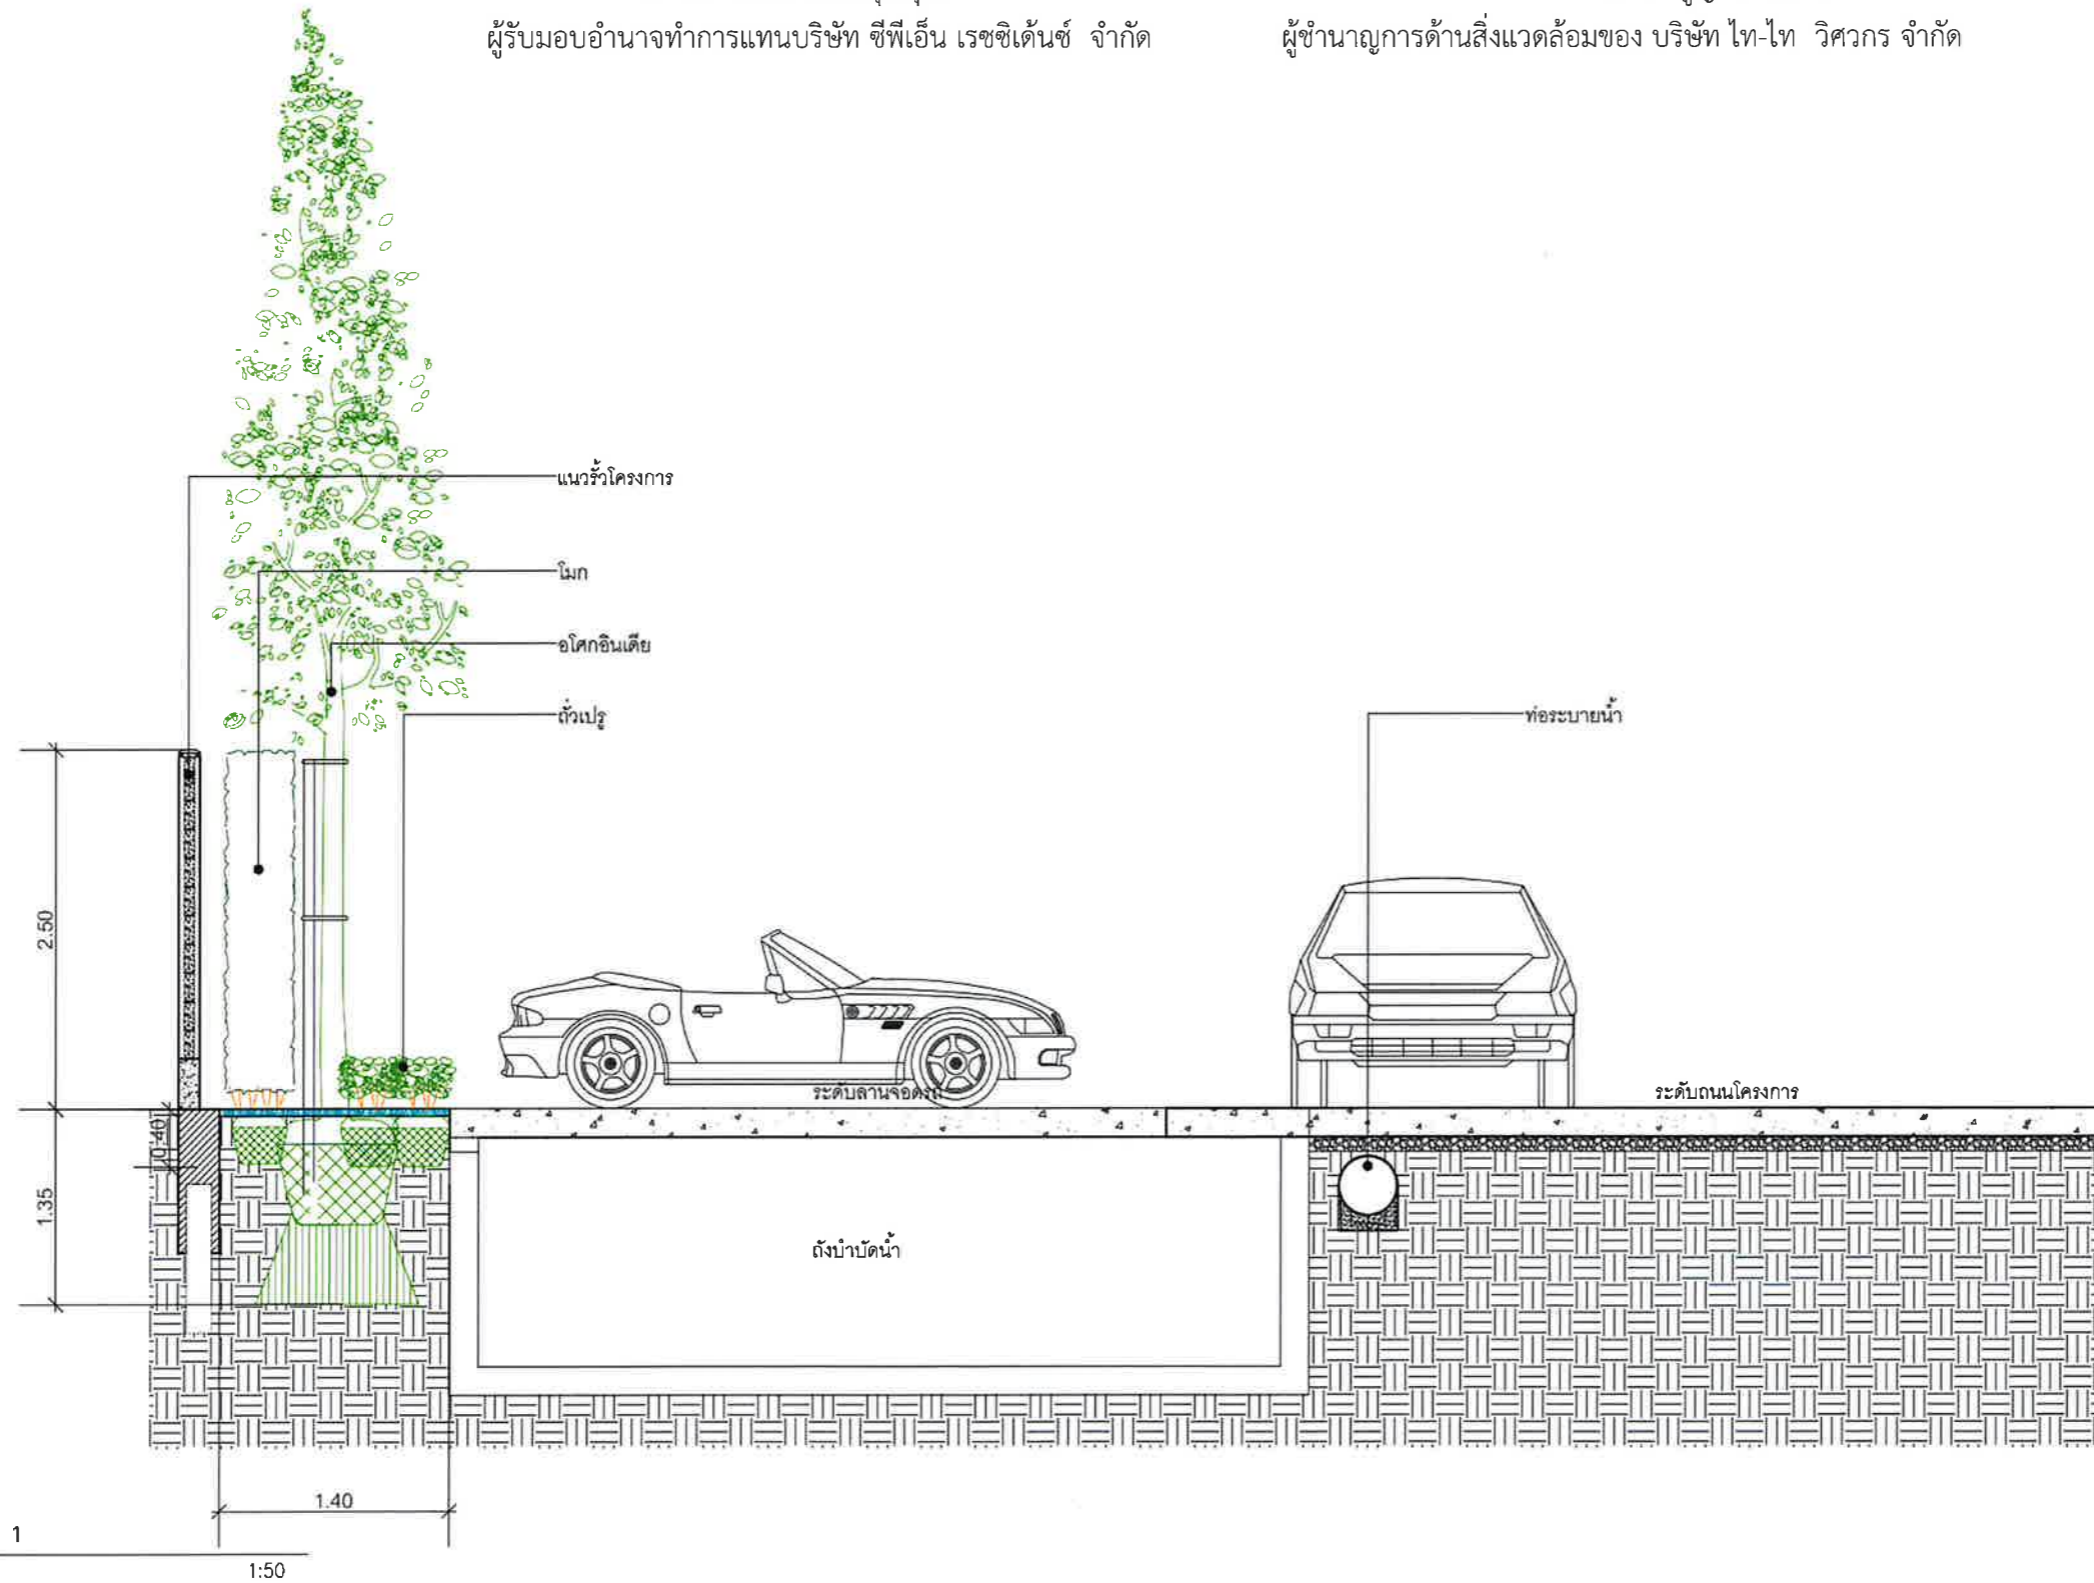 ผู้รับมอบอำนาจทำการแทนบริษัท ซีพีเอ็น เรซซิเด้นซ์ จำกัด
ผู้ชำนาญการด้านสิ่งแวดล้อมของ บริษัท ไท-ไท วิศวกร จำกัด
แนวรั้วโครงการ
โมก
อโศกอินเดีย
ถั่วเปรู
ท่อระบายน้ำ
2.50
ระดับลานจอดรถ
ระดับถนนโครงการ
0.40
1.35
ถังบำบัดน้ำ
1.40
1
1:50